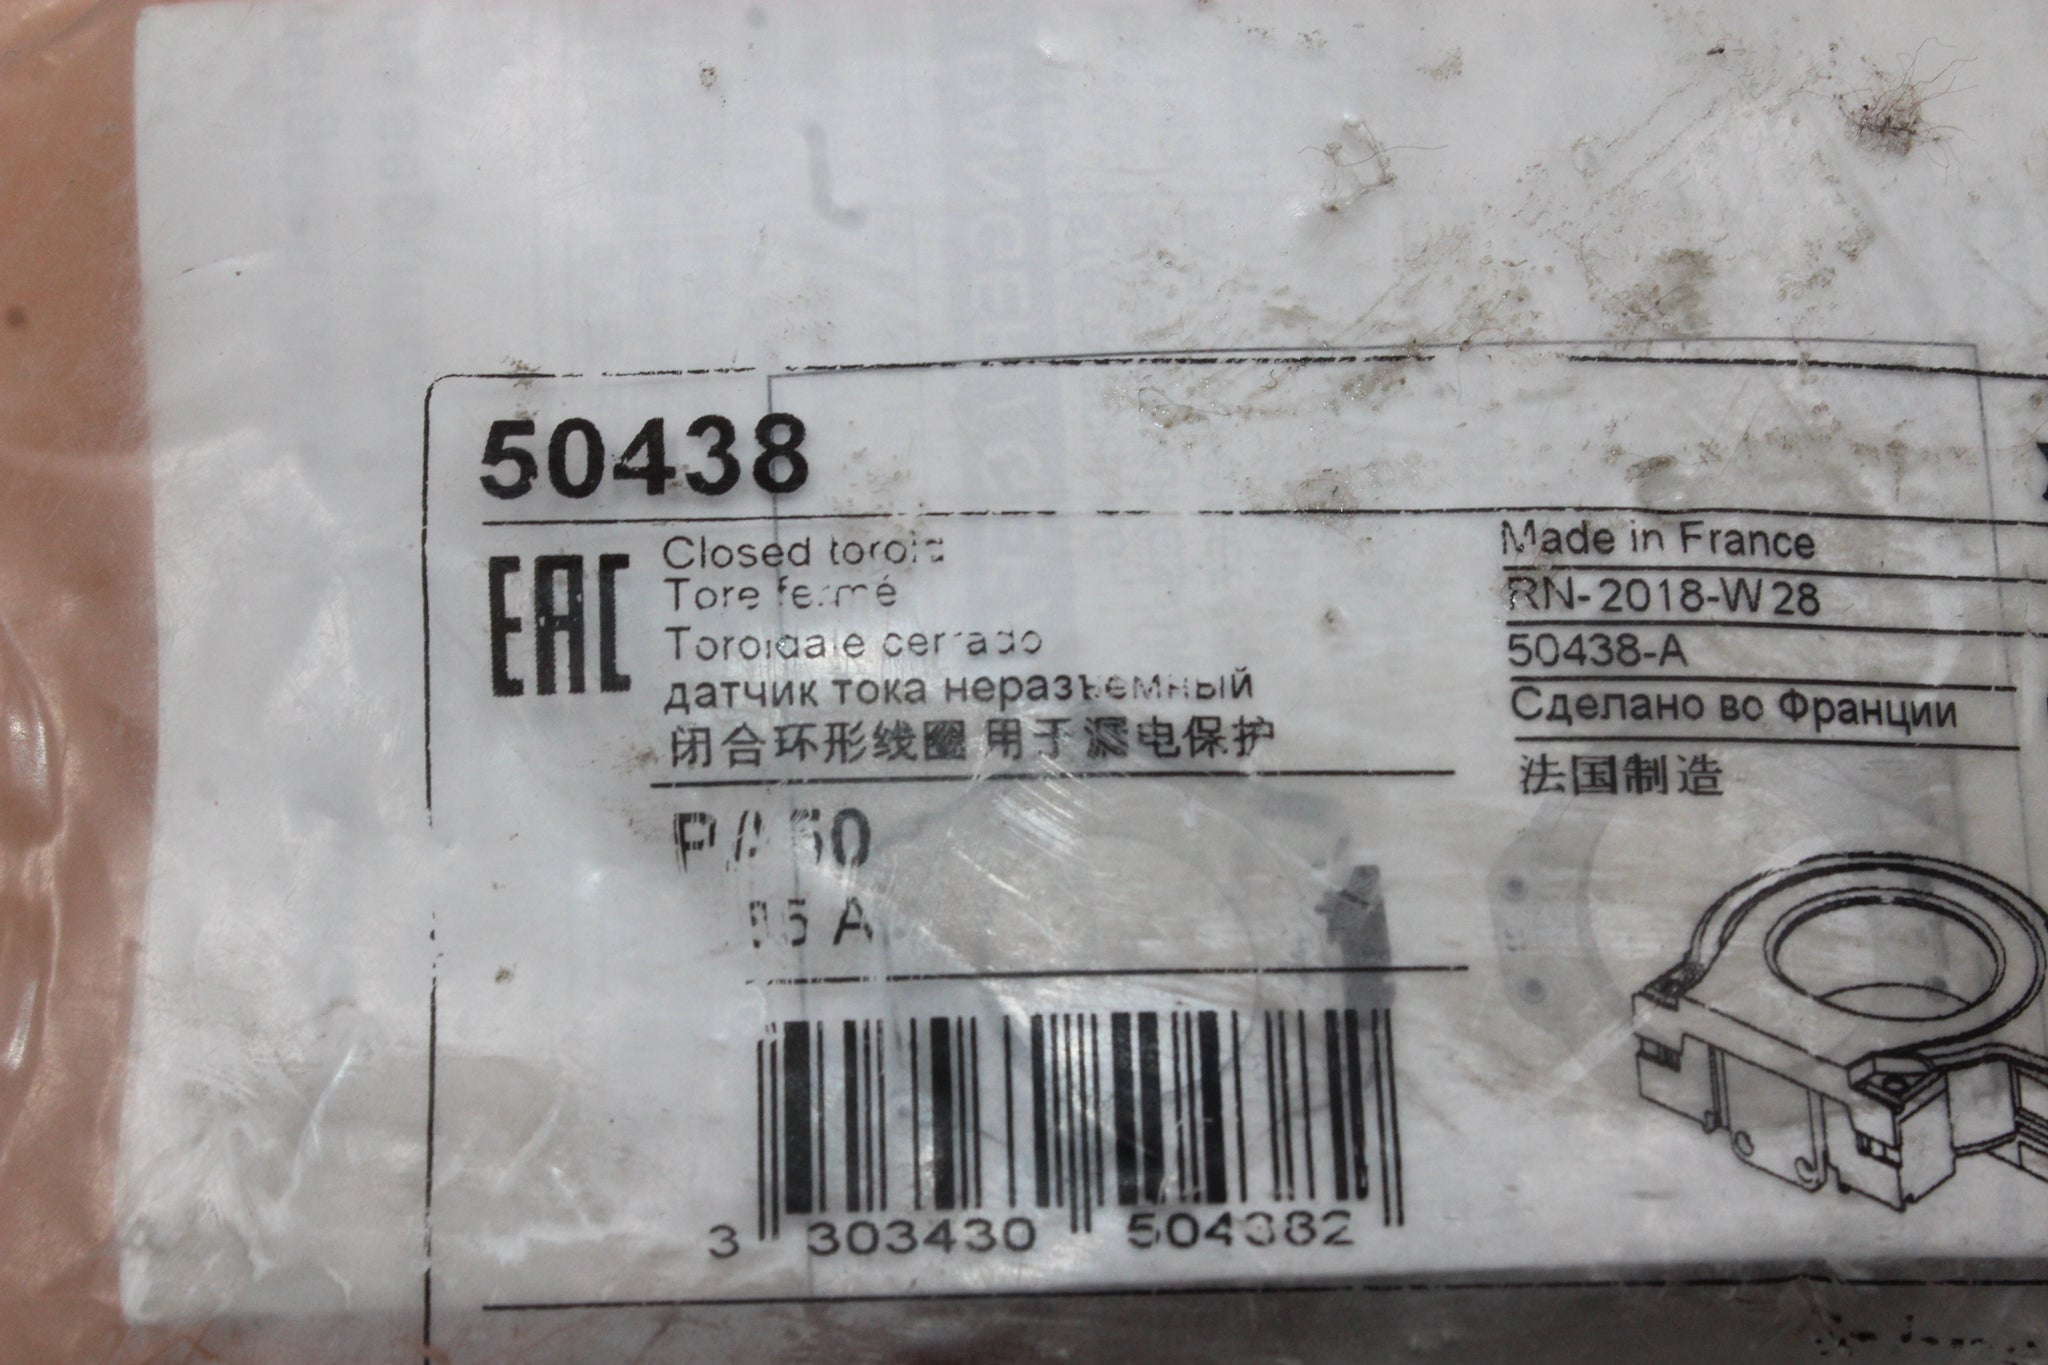 50438
EAC
Closed toroid
Tore fermé
Toroidale cerrado
датчик тока неразъемный
闭合环形线圈 用于漏电保护
PA50
A
Made in France
RN-2018-W28
50438-A
Сделано во Франции
法国制造
3 303430 504382